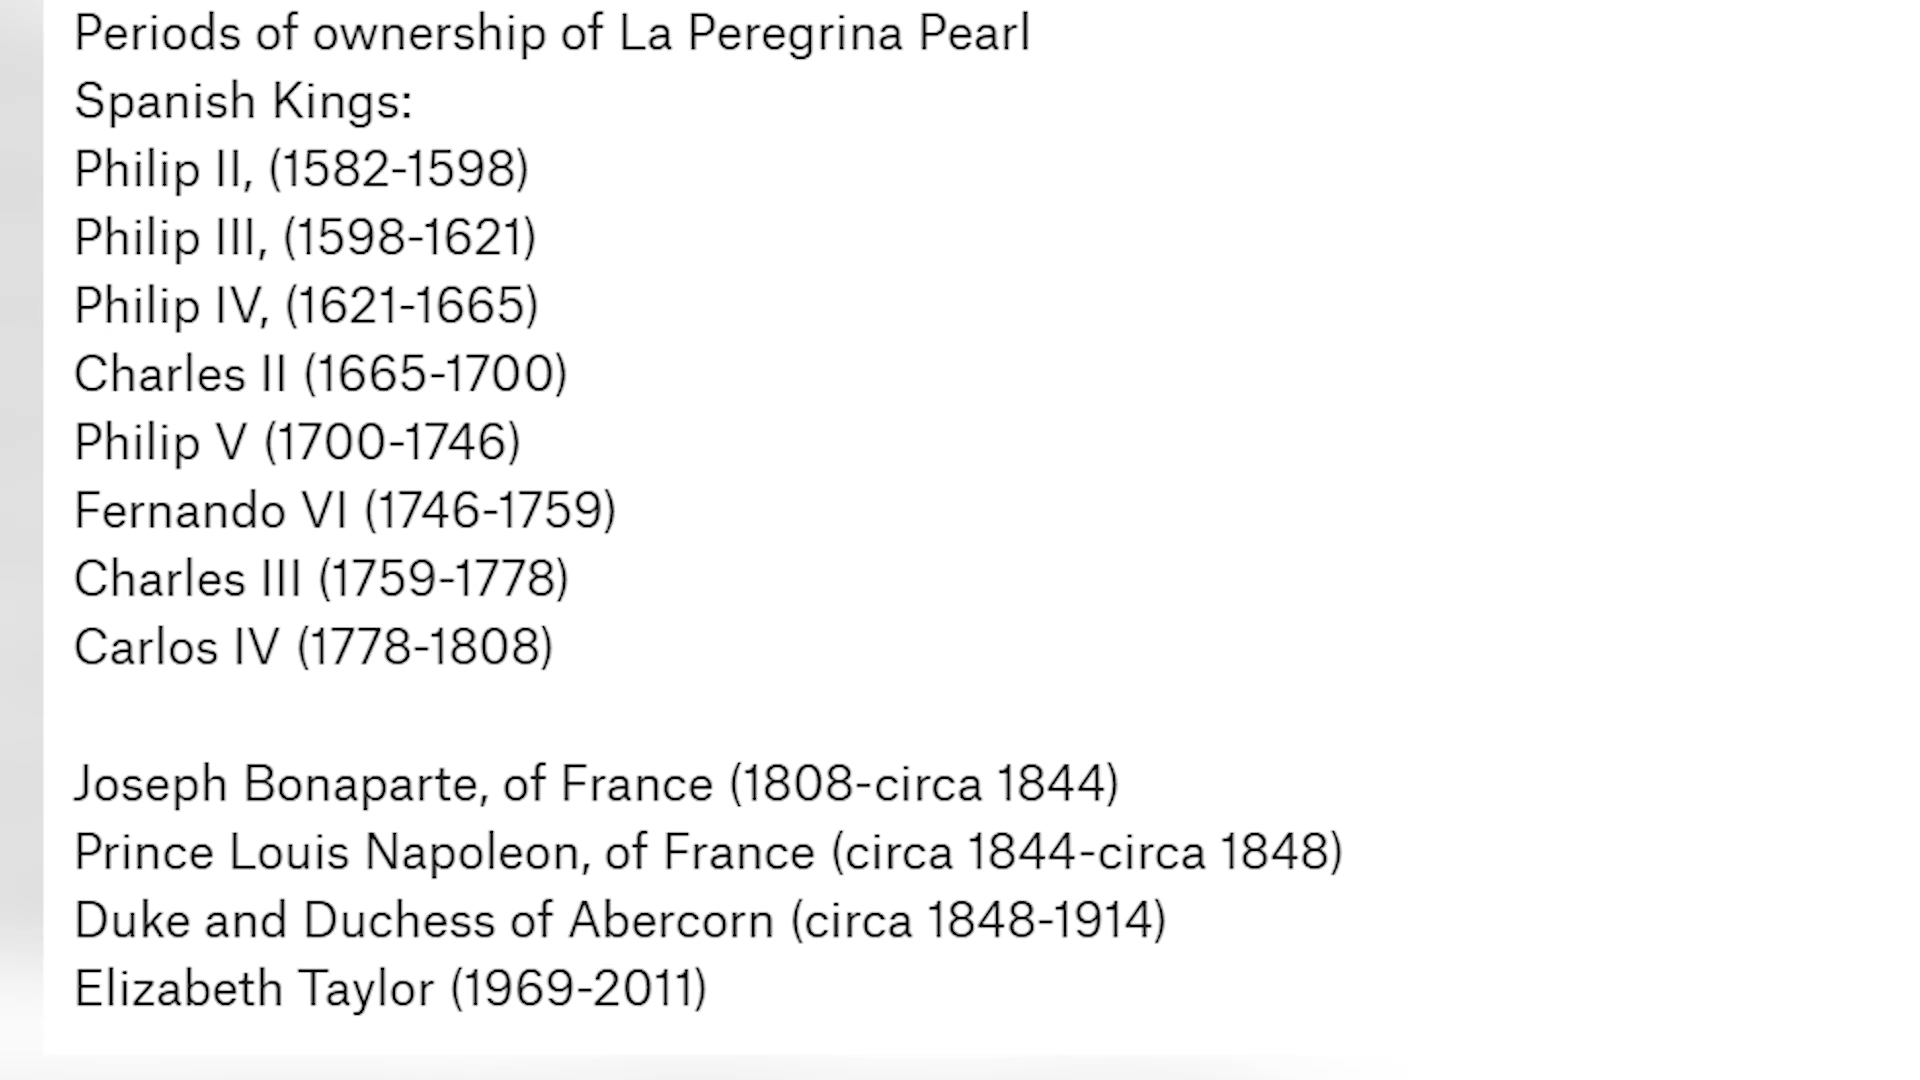 Periods of ownership of La Peregrina Pearl
Spanish Kings:
Philip II, (1582-1598)
Philip III, (1598-1621)
Philip IV, (1621-1665)
Charles II (1665-1700)
Philip V (1700-1746)
Fernando VI (1746-1759)
Charles III (1759-1778)
Carlos IV (1778-1808)
Joseph Bonaparte, of France (1808-circa 1844)
Prince Louis Napoleon, of France (circa 1844-circa 1848)
Duke and Duchess of Abercorn (circa 1848-1914)
Elizabeth Taylor (1969-2011)